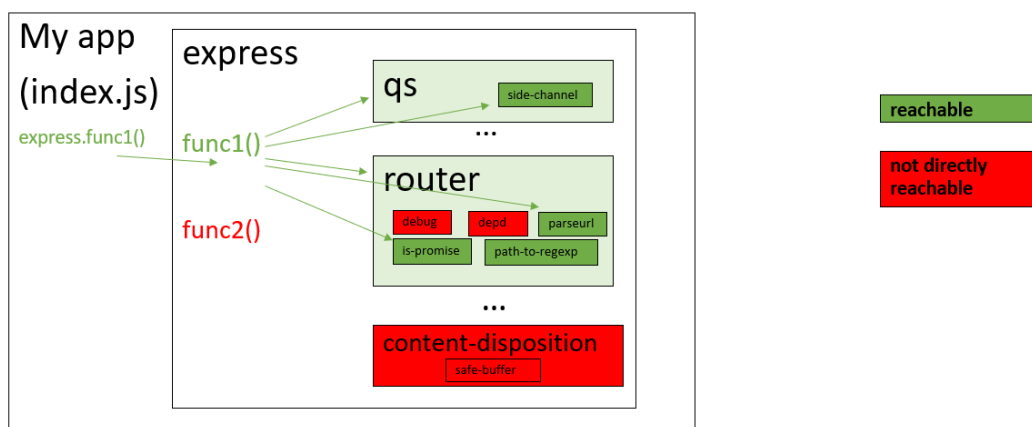 My app
(index.js)
express.func1()
express
func1()
func2()
qs
side-channel
...
router
debug
depd
parseurl
is-promise
path-to-regexp
...
content-disposition
safe-buffer
reachable
not directly
reachable